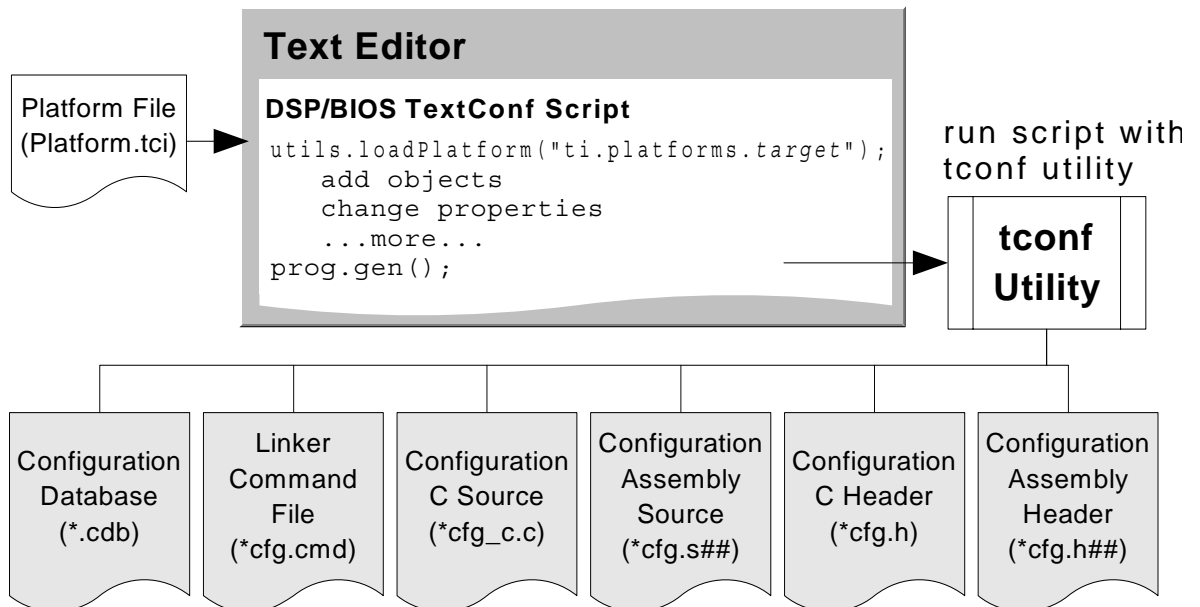 Text Editor
Platform File
(Platform.tci)
DSP/BIOS TextConf Script
utils.loadPlatform("ti.platforms.target");
add objects
change properties
...more...
prog.gen();
run script with
tconf utility
tconf
Utility
Configuration
Database
(*.cdb)
Linker
Command
File
(*cfg.cmd)
Configuration
C Source
(*cfg_c.c)
Configuration
Assembly
Source
(*cfg.s##)
Configuration
C Header
(*cfg.h)
Configuration
Assembly
Header
(*cfg.h##)